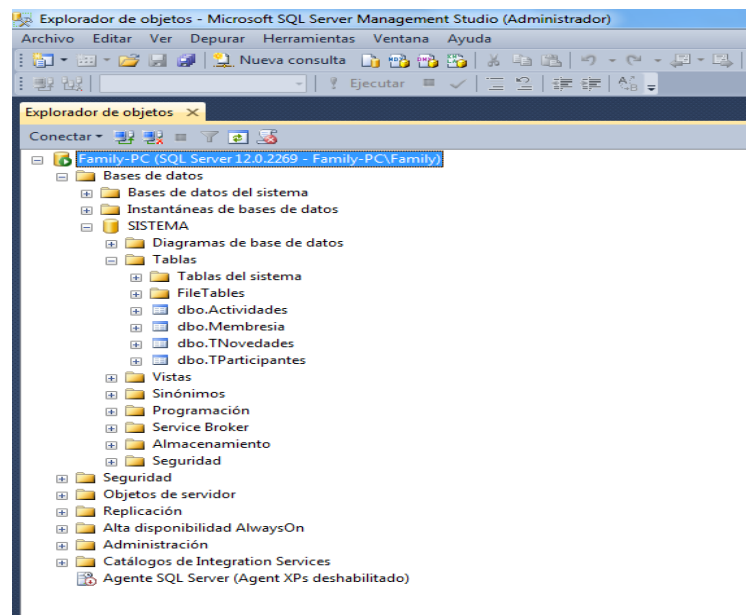 Explorador de objetos - Microsoft SQL Server Management Studio (Administrador)
Archivo Editar Ver Depurar Herramientas Ventana Ayuda
Nueva consulta
Ejecutar
Explorador de objetos
Conectar
Family-PC (SQL Server 12.0.2269 - Family-PC\Family)
Bases de datos
Bases de datos del sistema
Instantáneas de bases de datos
SISTEMA
Diagramas de base de datos
Tablas
Tablas del sistema
FileTables
dbo.Actividades
dbo.Membresia
dbo.TNovedades
dbo.TParticipantes
Vistas
Sinónimos
Programación
Service Broker
Almacenamiento
Seguridad
Seguridad
Objetos de servidor
Replicación
Alta disponibilidad AlwaysOn
Administración
Catálogos de Integration Services
Agente SQL Server (Agent XPs deshabilitado)